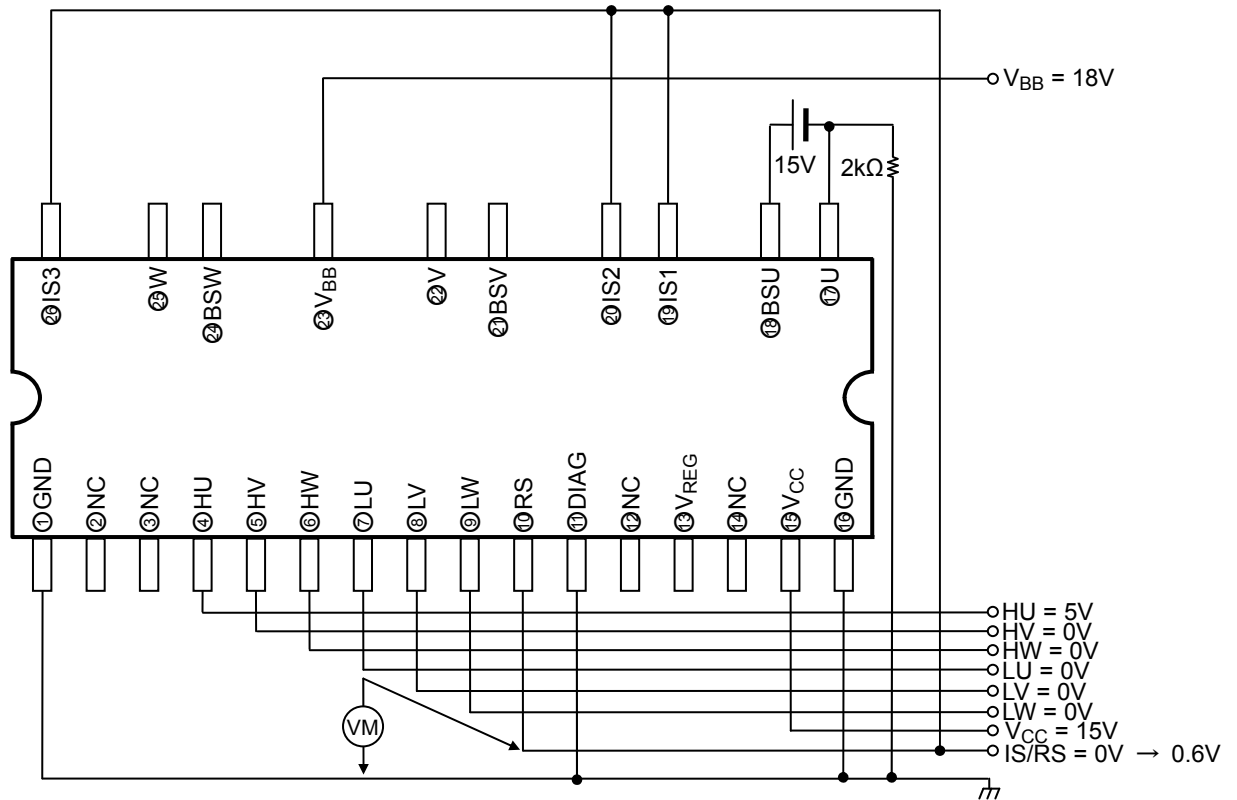 V_BB = 18V
15V
2kΩ
㉖IS3
㉕W
㉔BSW
㉓V_BB
㉒V
㉑BSV
⑳IS2
⑲IS1
⑱BSU
⑰U
①GND
②NC
③NC
④HU
⑤HV
⑥HW
⑦LU
⑧LV
⑨LW
⑩RS
⑪DIAG
⑫NC
⑬V_REG
⑭NC
⑮V_CC
⑯GND
HU = 5V
HV = 0V
HW = 0V
LU = 0V
LV = 0V
LW = 0V
V_CC = 15V
IS/RS = 0V → 0.6V
VM